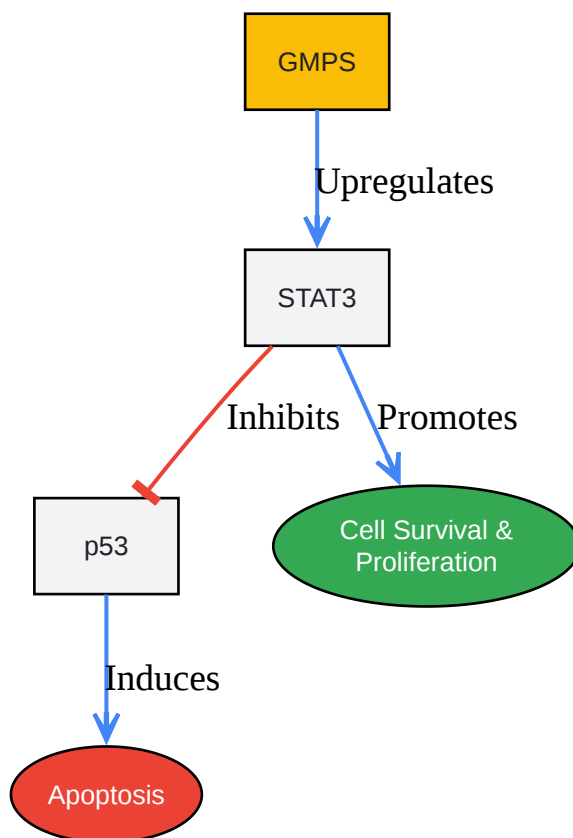 GMPS
Upregulates
STAT3
Inhibits
Promotes
p53
Cell Survival &
Proliferation
Induces
Apoptosis